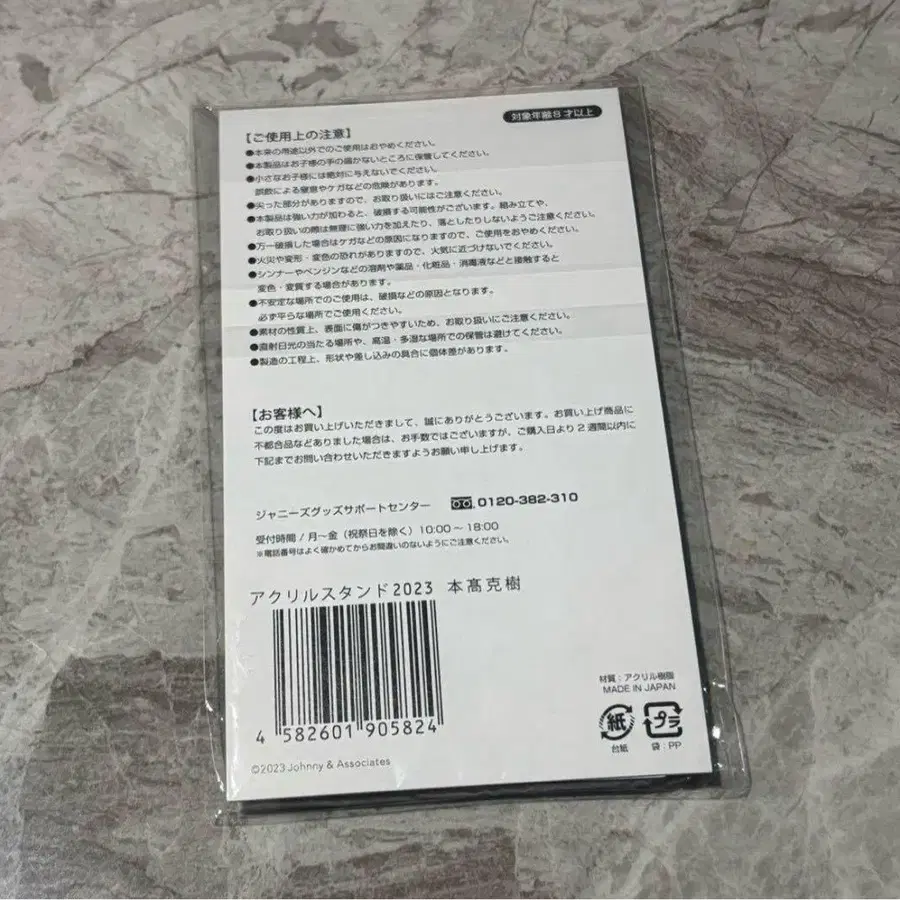 対象年齢8才以上
【ご使用上の注意】
●本来の用途以外でのご使用はおやめください。
●本製品はお子様の手の届かないところに保管してください。
●小さなお子様には絶対に与えないでください。
誤飲による窒息やケガなどの危険があります。
●尖った部分がありますので、お取り扱いにはご注意ください。
●本製品は強い力が加わると、破損する可能性がございます。組み立てや、
お取り扱いの際は無理に強い力を加えたり、落としたりしないようご注意ください。
●万一破損した場合はケガなどの原因になりますので、ご使用をおやめください。
●火災や変形・変色の恐れがありますので、火気に近づけないでください。
●シンナーやベンジンなどの溶剤や薬品・化粧品・消毒液などと接触すると
変色・変質する場合があります。
●不安定な場所でのご使用は、破損などの原因となります。
必ず平らな場所でご使用ください。
●素材の性質上、表面に傷がつきやすいため、お取り扱いにご注意ください。
●直射日光の当たる場所や、高温・多湿な場所での保管は避けてください。
●製造の工程上、形状や差し込みの具合に個体差があります。
【お客様へ】
この度はお買い上げいただきまして、誠にありがとうございます。お買い上げ商品に
不都合品などありました場合は、お手数ではございますが、ご購入日より2週間以内に
下記までお問い合わせいただきますようお願い申し上げます。
ジャニーズグッズサポートセンター 0120-382-310
受付時間/月〜金(祝祭日を除く)10:00〜18:00
※電話番号はよく確かめてからお間違いのないようにご注意ください。
アクリルスタンド2023 本髙克樹
4 582601 905824
©2023 Johnny & Associates
材質:アクリル樹脂
MADE IN JAPAN
紙 プラ
台紙 袋:PP